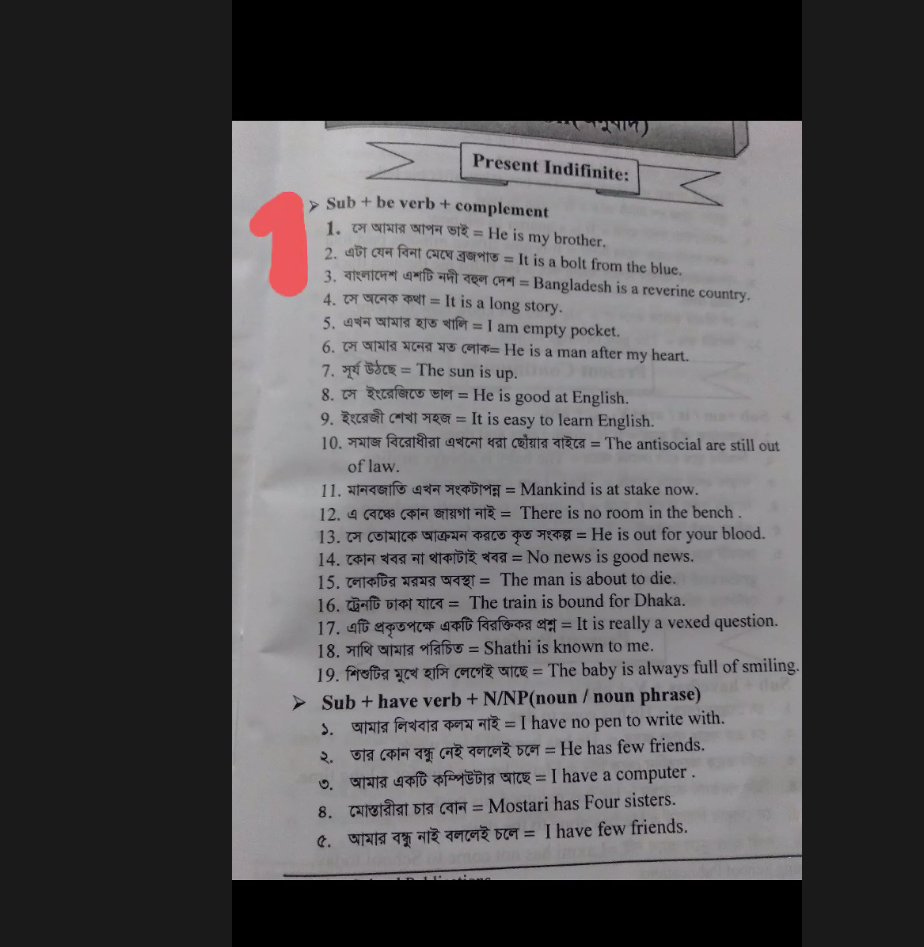 (অনুবাদ)
Present Indifinite:
1
➢ Sub + be verb + complement
1. সে আমার আপন ভাই = He is my brother.
2. এটা যেন বিনা মেঘে ব্রজপাত = It is a bolt from the blue.
3. বাংলাদেশ একটি নদী বহুল দেশ = Bangladesh is a reverine country.
4. সে অনেক কথা = It is a long story.
5. এখন আমার হাত খালি = I am empty pocket.
6. সে আমার মনের মত লোক= He is a man after my heart.
7. সূর্য উঠছে = The sun is up.
8. সে ইংরেজিতে ভাল = He is good at English.
9. ইংরেজী শেখা সহজ = It is easy to learn English.
10. সমাজ বিরোধীরা এখনো ধরা ছোঁয়ার বাইরে = The antisocial are still out
of law.
11. মানবজাতি এখন সংকটাপন্ন = Mankind is at stake now.
12. এ বেঞ্চে কোন জায়গা নাই = There is no room in the bench .
13. সে তোমাকে আক্রমন করতে কৃত সংকল্প = He is out for your blood.
14. কোন খবর না থাকাটাই খবর = No news is good news.
15. লোকটির মরমর অবস্থা = The man is about to die.
16. ট্রেনটি ঢাকা যাবে = The train is bound for Dhaka.
17. এটি প্রকৃতপক্ষে একটি বিরক্তিকর প্রশ্ন = It is really a vexed question.
18. সাথি আমার পরিচিত = Shathi is known to me.
19. শিশুটির মুখে হাসি লেগেই আছে = The baby is always full of smiling.
➢ Sub + have verb + N/NP(noun / noun phrase)
১. আমার লিখবার কলম নাই = I have no pen to write with.
২. তার কোন বন্ধু নেই বললেই চলে = He has few friends.
৩. আমার একটি কম্পিউটার আছে = I have a computer .
৪. মোস্তারীরা চার বোন = Mostari has Four sisters.
৫. আমার বন্ধু নাই বললেই চলে = I have few friends.